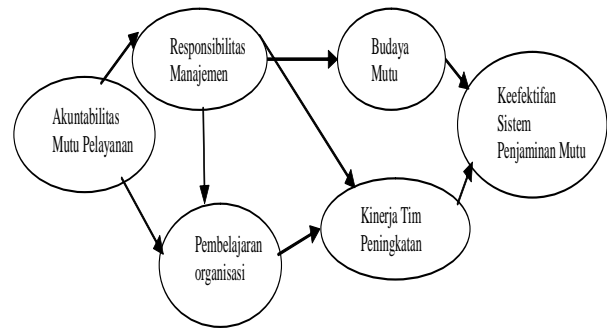 Responsibilitas
Manajemen
Budaya
Mutu
Akuntabilitas
Mutu Pelayanan
Keefektifan
Sistem
Penjaminan Mutu
Pembelajaran
organisasi
Kinerja Tim
Peningkatan